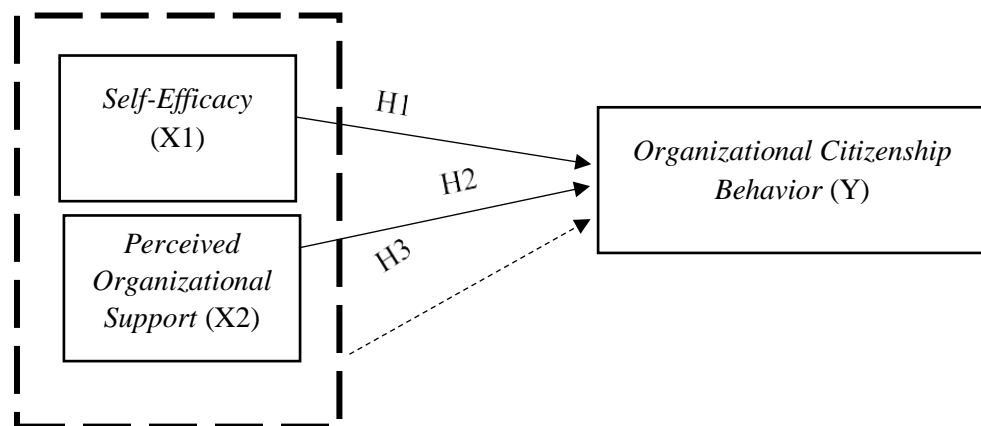 Self-Efficacy
(X1)
H1
Organizational Citizenship
Behavior (Y)
H2
Perceived
Organizational
Support (X2)
H3